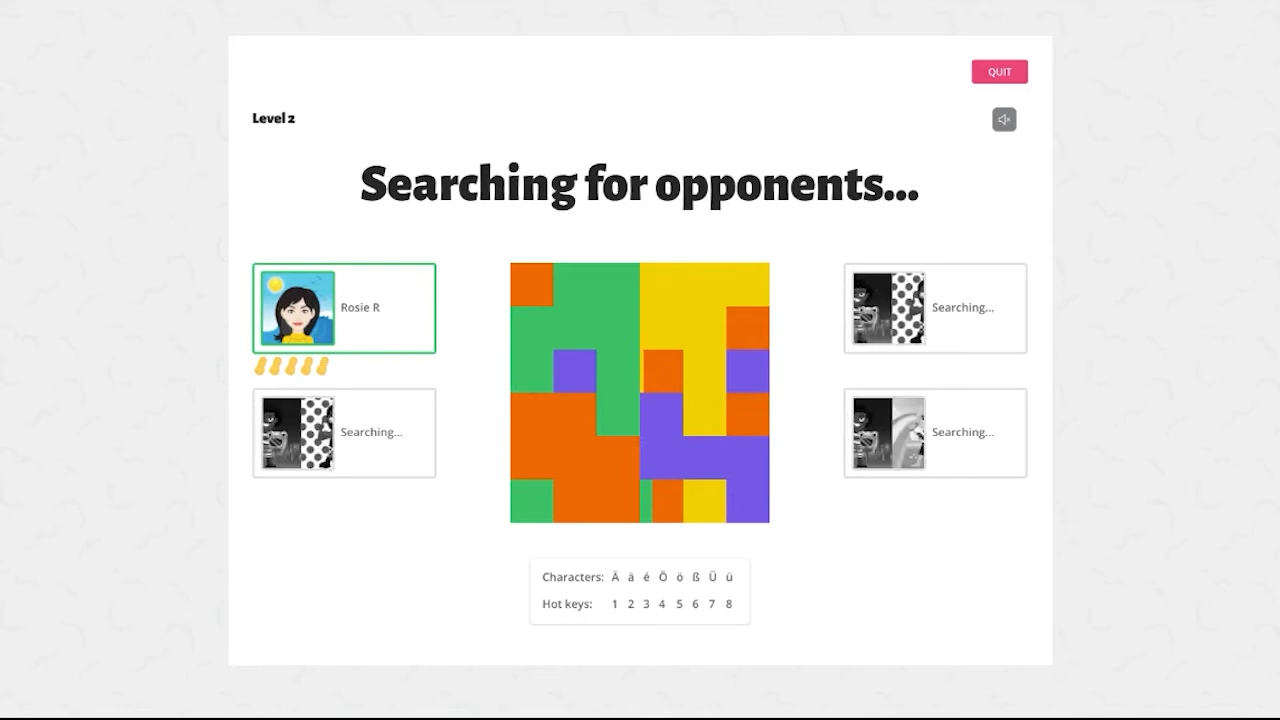 QUIT
Level 2
Searching for opponents...
Rosie R
Searching...
Searching...
Searching...
Characters: Ä ä é Ö ö ß Ü ü
Hot keys: 1 2 3 4 5 6 7 8